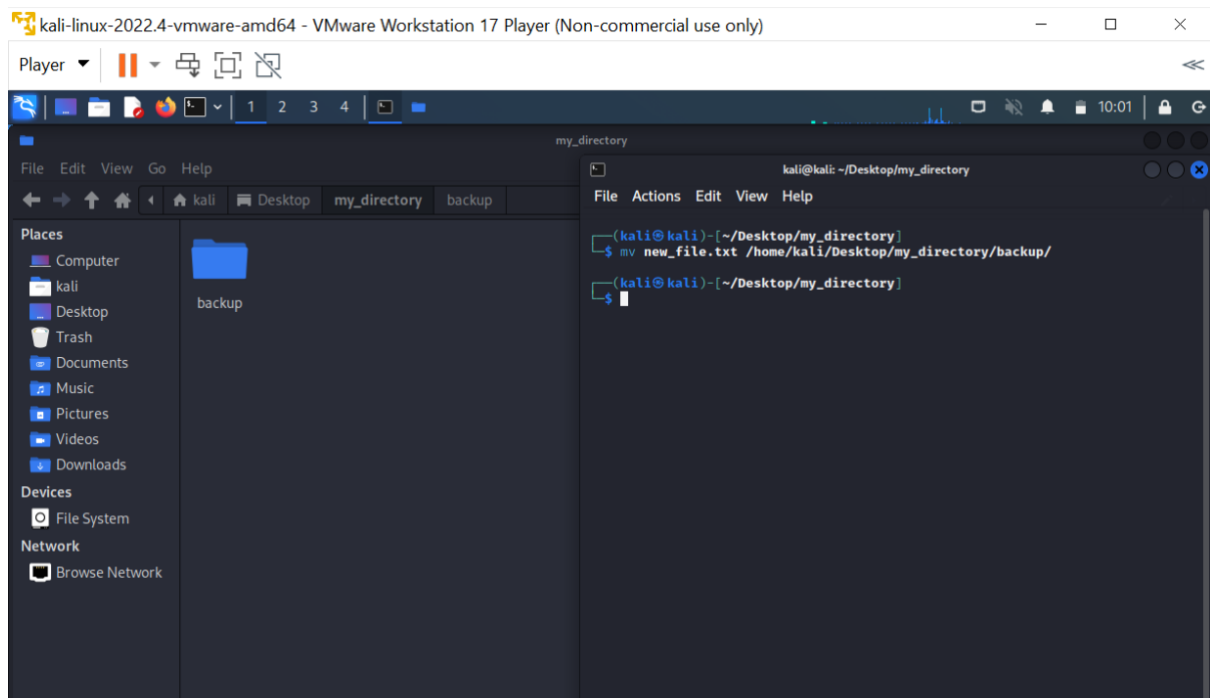 kali-linux-2022.4-vmware-amd64 - VMware Workstation 17 Player (Non-commercial use only)
Player
1 2 3 4 10:01
my_directory
File Edit View Go Help
kali Desktop my_directory backup
Places
Computer
kali
Desktop
Trash
Documents
Music
Pictures
Videos
Downloads
Devices
File System
Network
Browse Network
backup
kali@kali: ~/Desktop/my_directory
File Actions Edit View Help
┌──(kali㉿kali)-[~/Desktop/my_directory]
└─$ mv new_file.txt /home/kali/Desktop/my_directory/backup/
┌──(kali㉿kali)-[~/Desktop/my_directory]
└─$